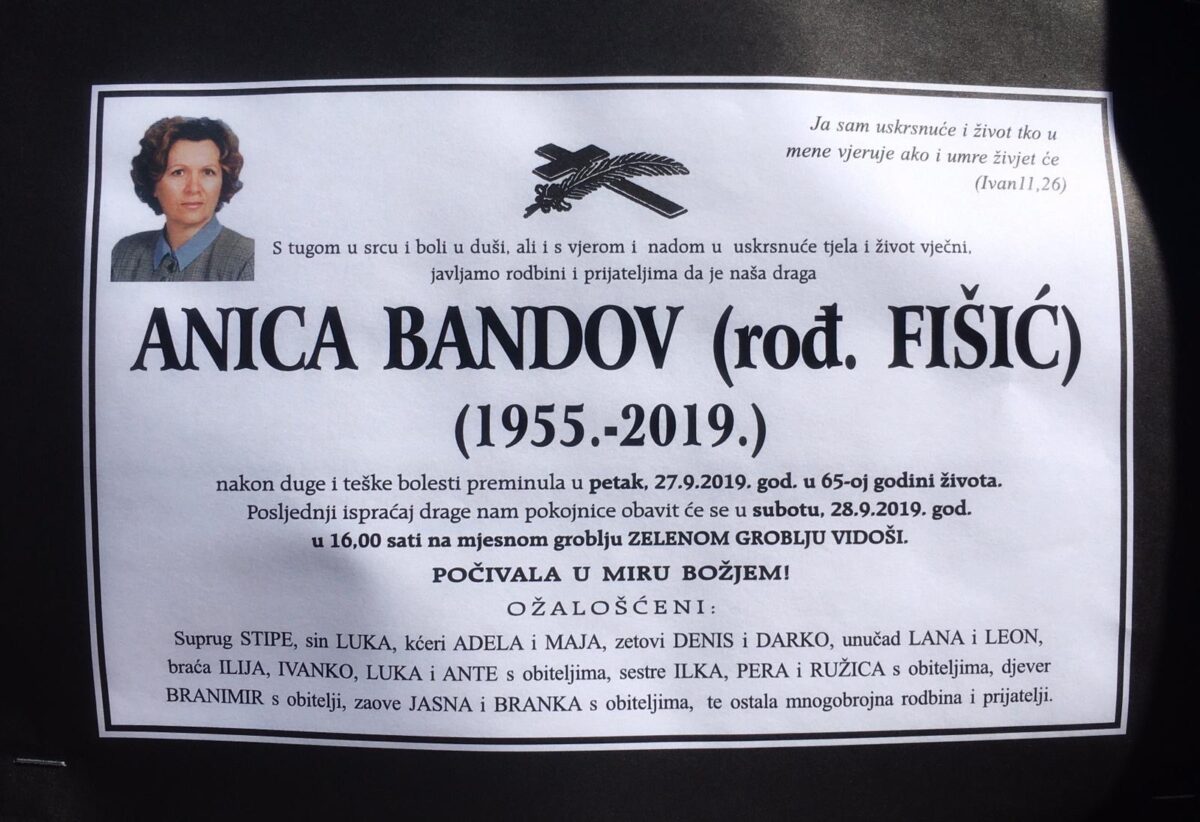 Ja sam uskrsnuće i život tko u
mene vjeruje ako i umre živjet će
(Ivan11,26)
S tugom u srcu i boli u duši, ali i s vjerom i nadom u uskrsnuće tjela i život vječni,
javljamo rodbini i prijateljima da je naša draga
ANICA BANDOV (rođ. FIŠIĆ)
(1955.-2019.)
nakon duge i teške bolesti preminula u petak, 27.9.2019. god. u 65-oj godini života.
Posljednji ispraćaj drage nam pokojnice obavit će se u subotu, 28.9.2019. god.
u 16,00 sati na mjesnom groblju ZELENOM GROBLJU VIDOŠI.
POČIVALA U MIRU BOŽJEM!
OŽALOŠĆENI:
Suprug STIPE, sin LUKA, kćeri ADELA i MAJA, zetovi DENIS i DARKO, unučad LANA i LEON,
braća ILIJA, IVANKO, LUKA i ANTE s obiteljima, sestre ILKA, PERA i RUŽICA s obiteljima, djever
BRANIMIR s obitelji, zaove JASNA i BRANKA s obiteljima, te ostala mnogobrojna rodbina i prijatelji.